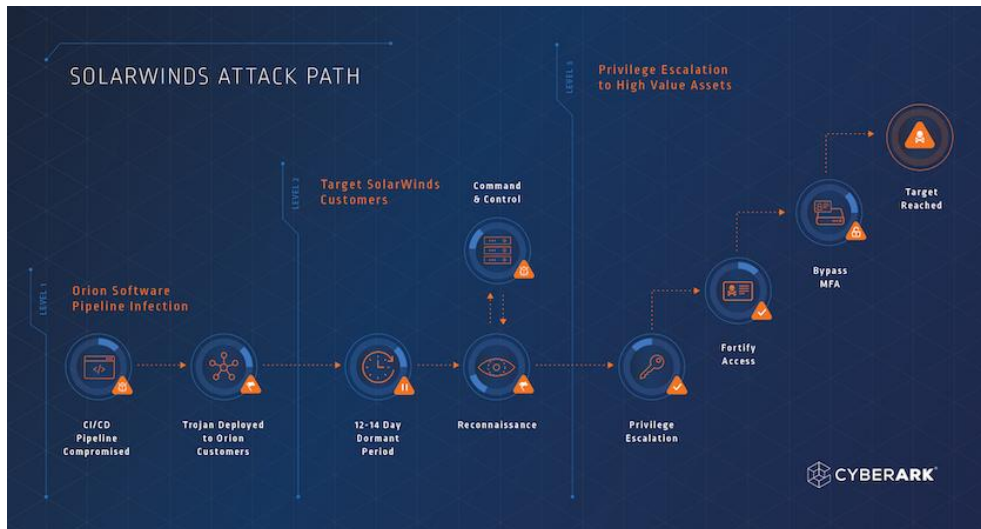 SOLARWINDS ATTACK PATH
LEVEL 1
Orion Software
Pipeline Infection
CI/CD
Pipeline
Compromised
Trojan Deployed
to Orion
Customers
LEVEL 2
Target SolarWinds
Customers
12-14 Day
Dormant
Period
Command
& Control
Reconnaissance
LEVEL 3
Privilege Escalation
to High Value Assets
Privilege
Escalation
Fortify
Access
Bypass
MFA
Target
Reached
CYBERARK®